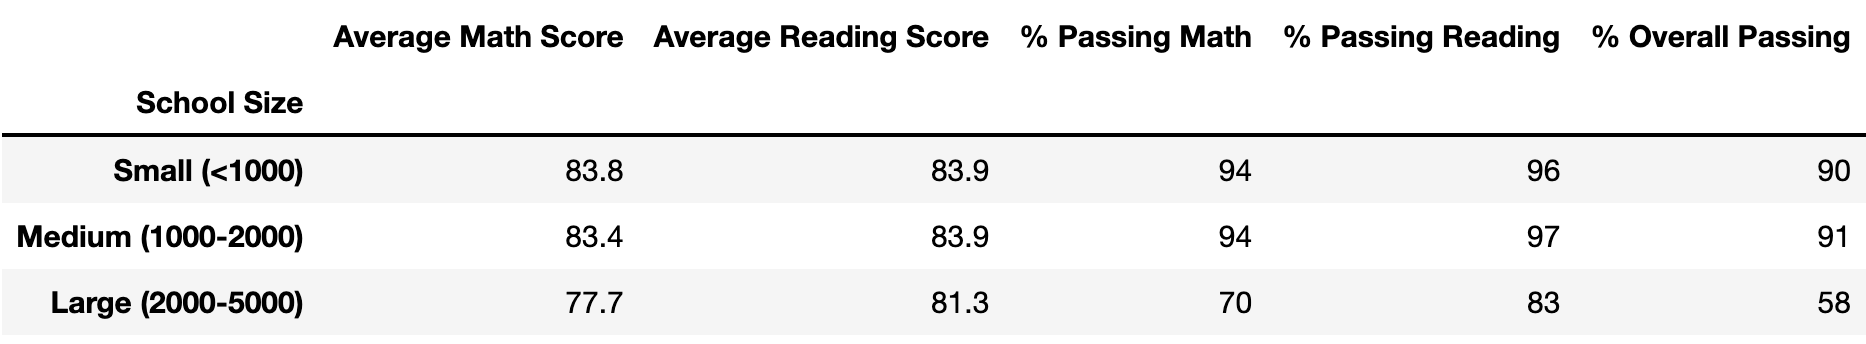 Average Math Score Average Reading Score % Passing Math % Passing Reading % Overall Passing
School Size
Small (<1000) 83.8 83.9 94 96 90
Medium (1000-2000) 83.4 83.9 94 97 91
Large (2000-5000) 77.7 81.3 70 83 58